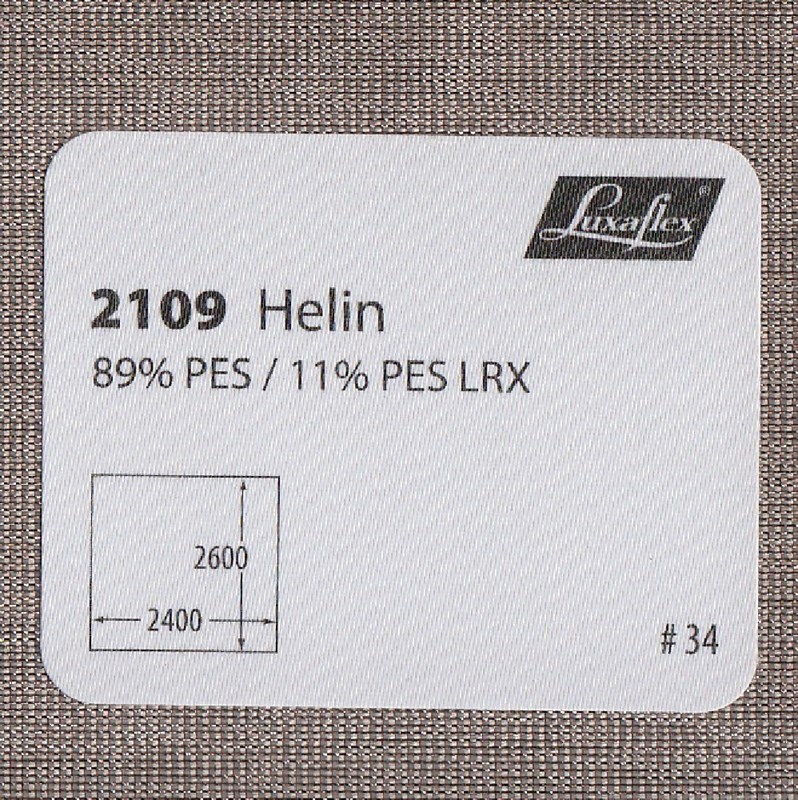 Luxaflex®
2109 Helin
89% PES / 11% PES LRX
2600
2400
# 34